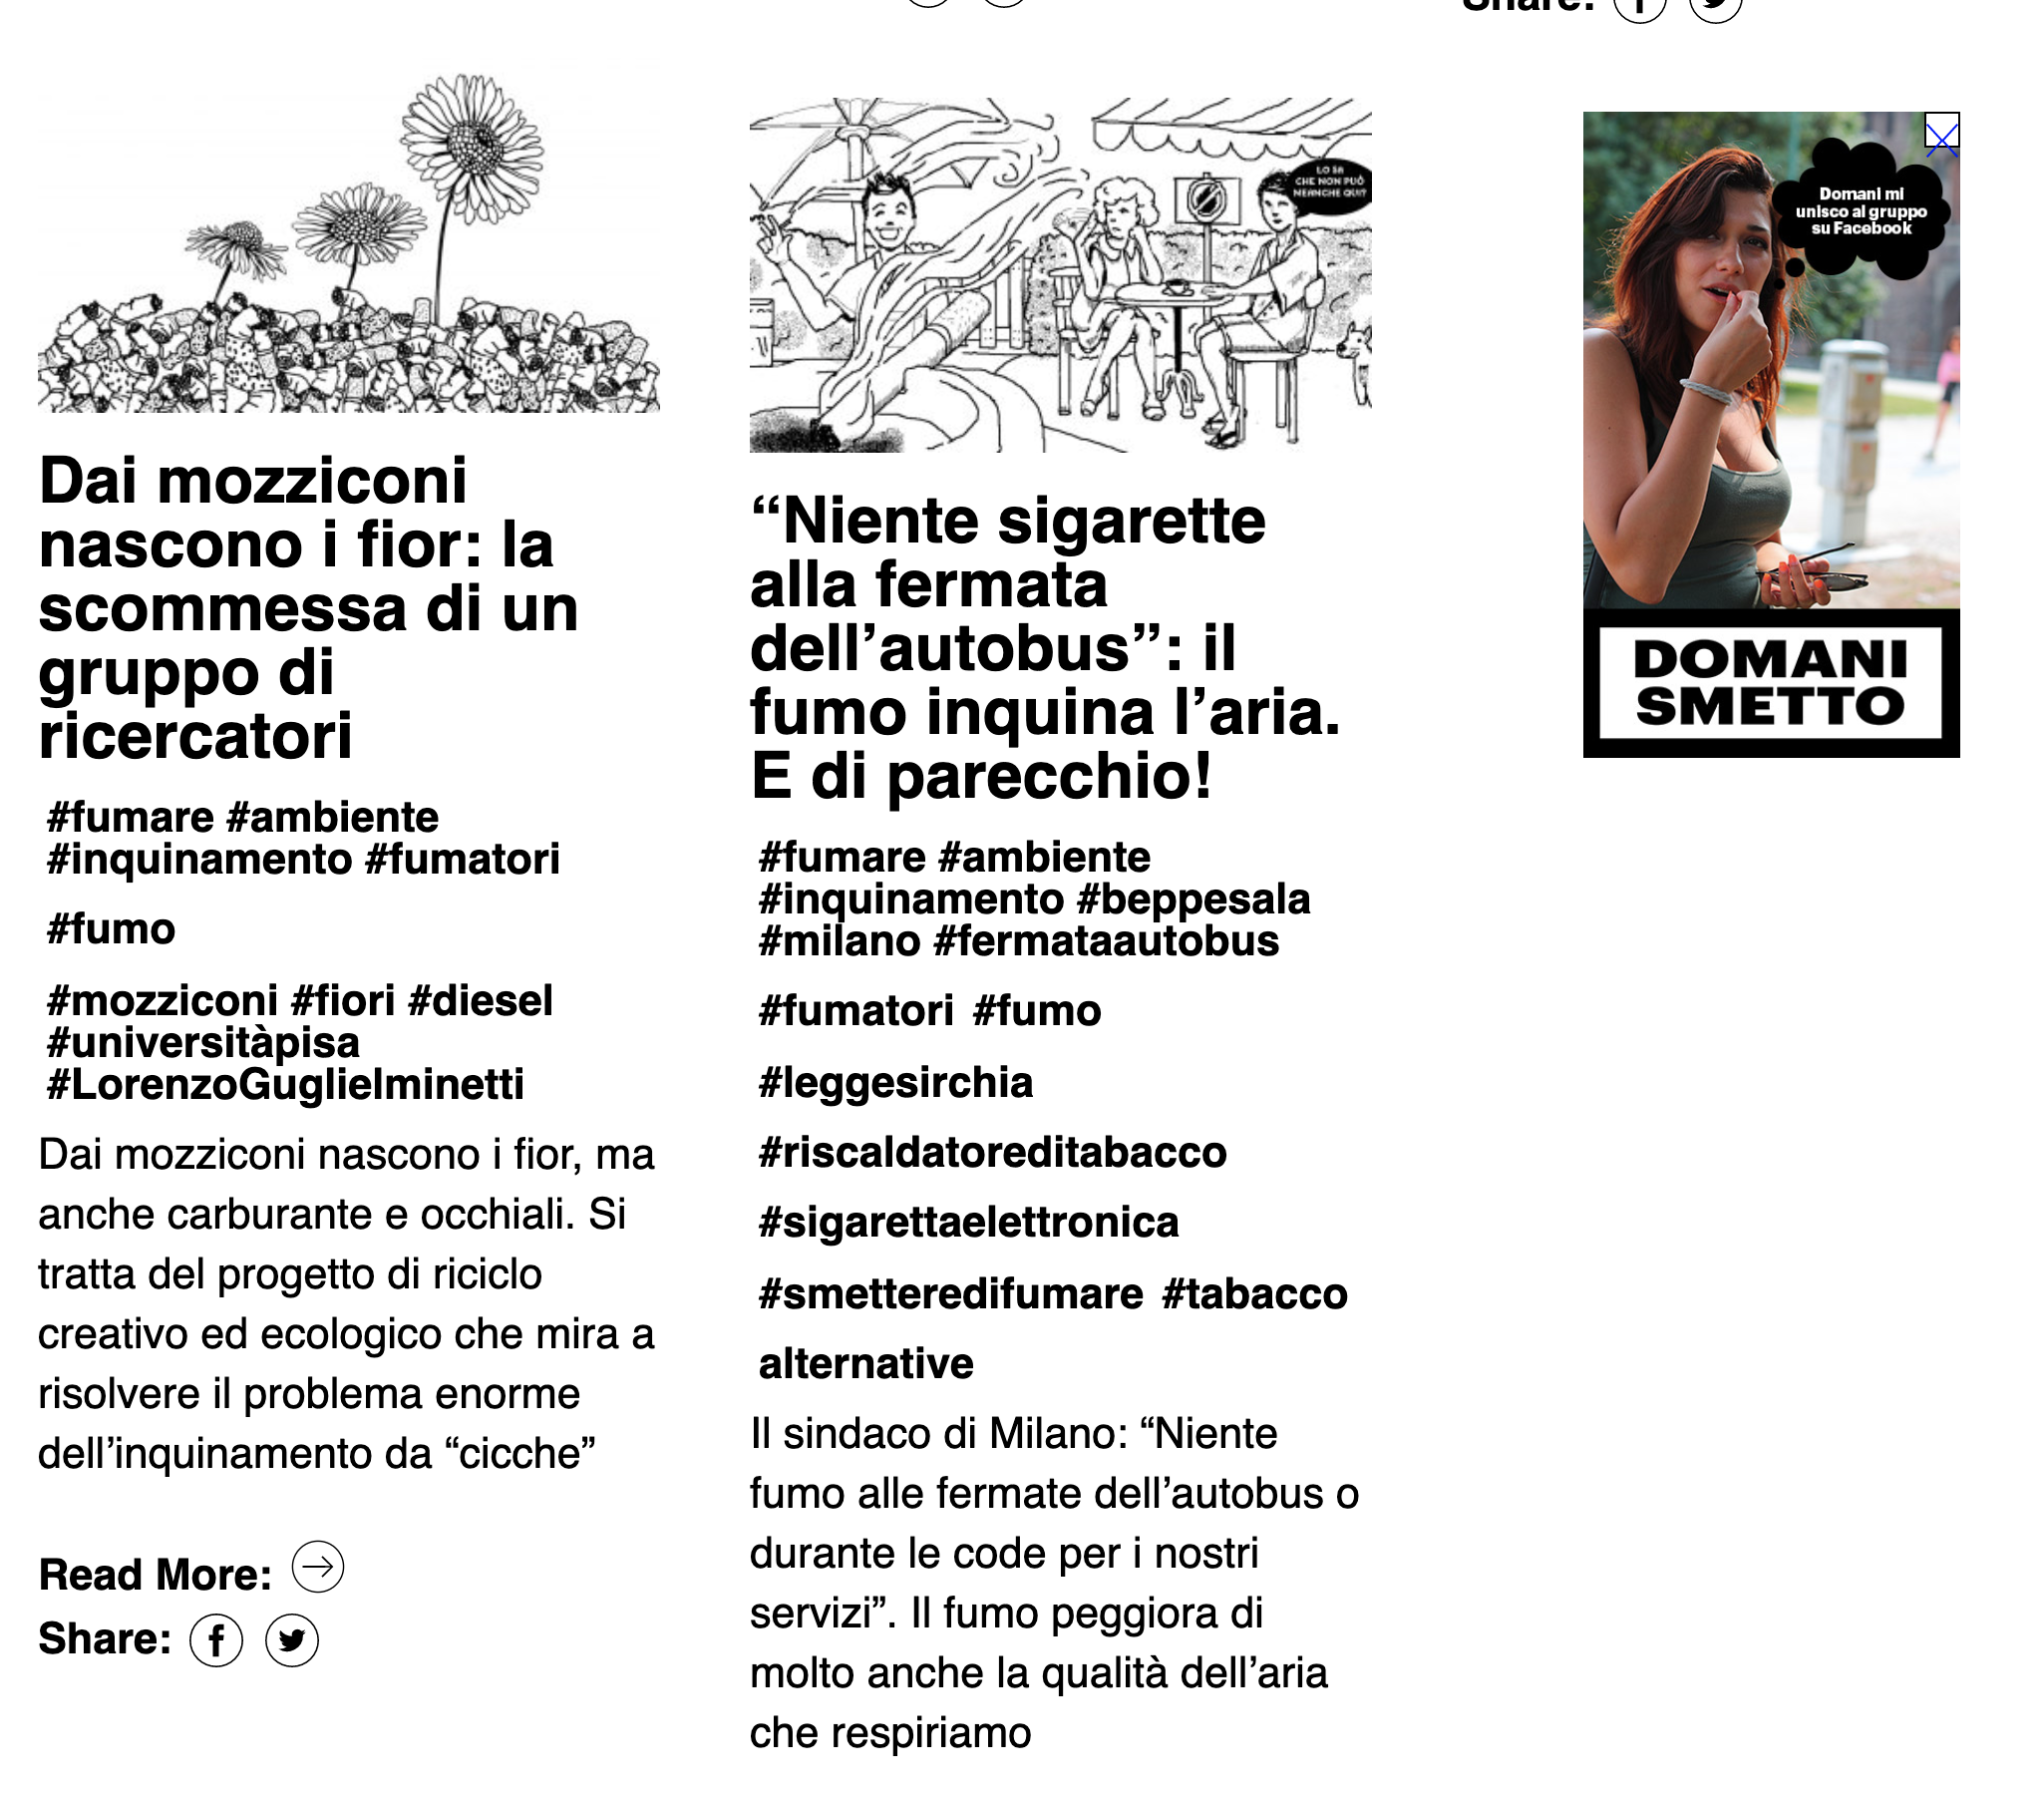 Share:
LO SA
CHE NON PUÒ
NEANCHE QUI?
Domani mi
unisco al gruppo
su Facebook
DOMANI
SMETTO
Dai mozziconi
nascono i fior: la
scommessa di un
gruppo di
ricercatori
#fumare #ambiente
#inquinamento #fumatori
#fumo
#mozziconi #fiori #diesel
#universitàpisa
#LorenzoGuglielminetti
Dai mozziconi nascono i fior, ma
anche carburante e occhiali. Si
tratta del progetto di riciclo
creativo ed ecologico che mira a
risolvere il problema enorme
dell’inquinamento da “cicche”
Read More:
Share:
“Niente sigarette
alla fermata
dell’autobus”: il
fumo inquina l’aria.
E di parecchio!
#fumare #ambiente
#inquinamento #beppesala
#milano #fermataautobus
#fumatori #fumo
#leggesirchia
#riscaldatoreditabacco
#sigarettaelettronica
#smetteredifumare #tabacco
alternative
Il sindaco di Milano: “Niente
fumo alle fermate dell’autobus o
durante le code per i nostri
servizi”. Il fumo peggiora di
molto anche la qualità dell’aria
che respiriamo